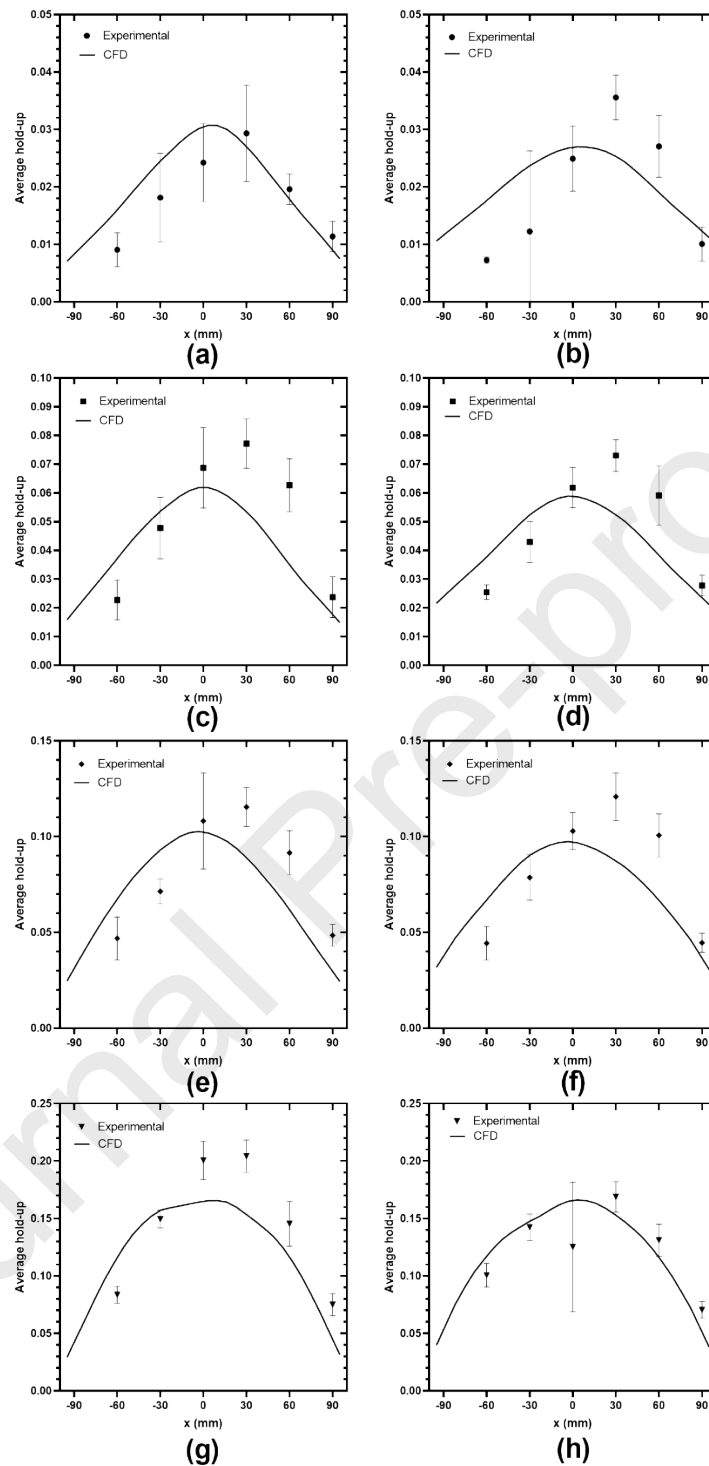 0.05
0.04
0.03
0.02
0.01
0.00
Average hold-up
Experimental
CFD
-90 -60 -30 0 30 60 90
x (mm)
(a)
0.05
0.04
0.03
0.02
0.01
0.00
Average hold-up
Experimental
CFD
-90 -60 -30 0 30 60 90
x (mm)
(b)
0.10
0.09
0.08
0.07
0.06
0.05
0.04
0.03
0.02
0.01
0.00
Average hold-up
Experimental
CFD
-90 -60 -30 0 30 60 90
x (mm)
(c)
0.10
0.09
0.08
0.07
0.06
0.05
0.04
0.03
0.02
0.01
0.00
Average hold-up
Experimental
CFD
-90 -60 -30 0 30 60 90
x (mm)
(d)
0.15
0.10
0.05
0.00
Average hold-up
Experimental
CFD
-90 -60 -30 0 30 60 90
x (mm)
(e)
0.15
0.10
0.05
0.00
Average hold-up
Experimental
CFD
-90 -60 -30 0 30 60 90
x (mm)
(f)
0.25
0.20
0.15
0.10
0.05
0.00
Average hold-up
Experimental
CFD
-90 -60 -30 0 30 60 90
x (mm)
(g)
0.25
0.20
0.15
0.10
0.05
0.00
Average hold-up
Experimental
CFD
-90 -60 -30 0 30 60 90
x (mm)
(h)
urnal Pre-pro